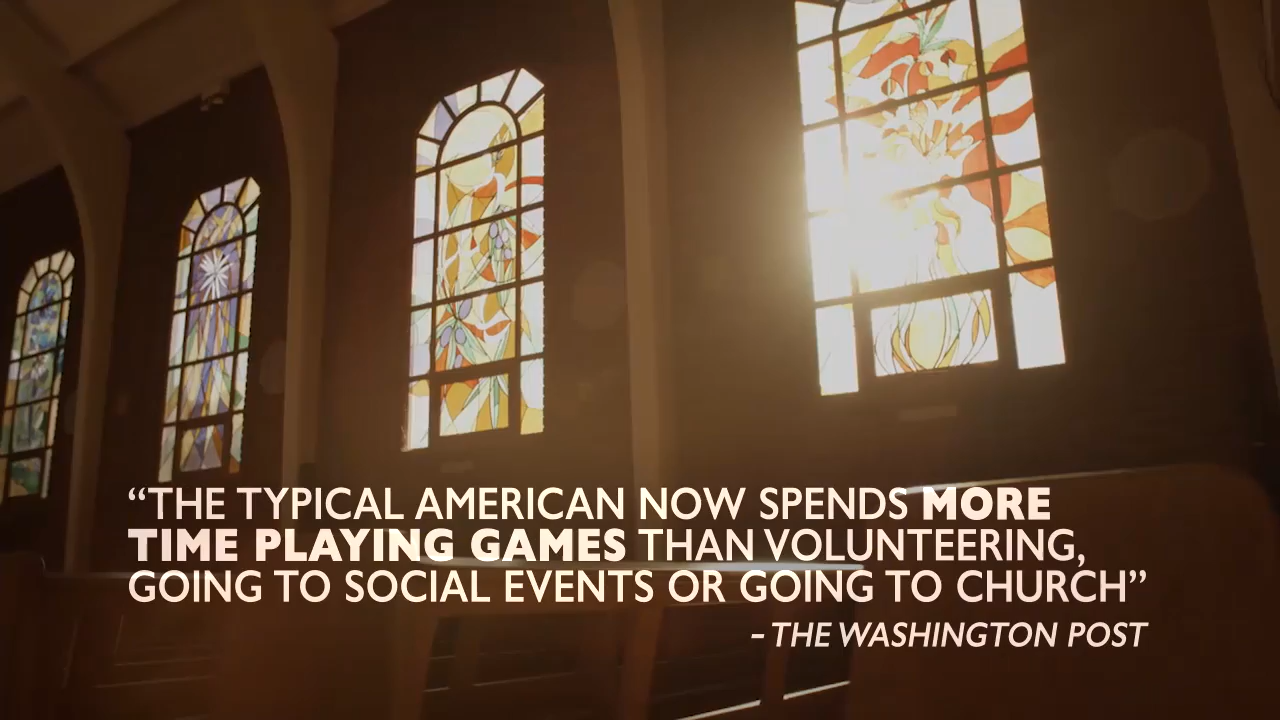 “THE TYPICAL AMERICAN NOW SPENDS MORE
TIME PLAYING GAMES THAN VOLUNTEERING,
GOING TO SOCIAL EVENTS OR GOING TO CHURCH”
– THE WASHINGTON POST